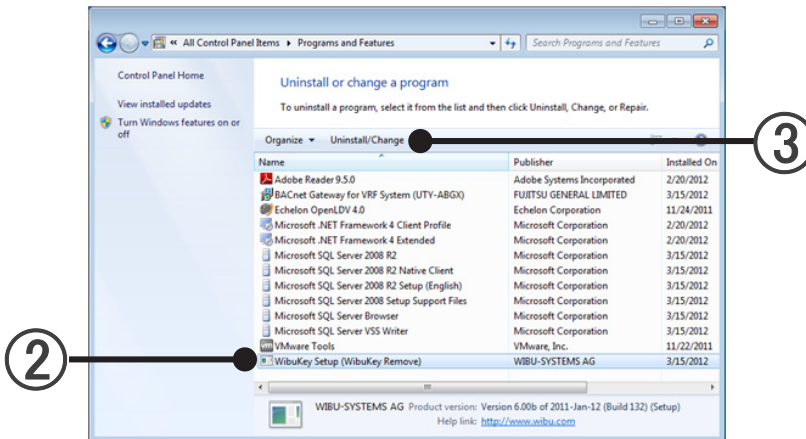 « All Control Panel Items ▸ Programs and Features
Search Programs and Features
Control Panel Home
View installed updates
Turn Windows features on or
off
Uninstall or change a program
To uninstall a program, select it from the list and then click Uninstall, Change, or Repair.
Organize Uninstall/Change
③
Name Publisher Installed On
Adobe Reader 9.5.0 Adobe Systems Incorporated 2/20/2012
BACnet Gateway for VRF System (UTY-ABGX) FUJITSU GENERAL LIMITED 3/15/2012
Echelon OpenLDV 4.0 Echelon Corporation 11/24/2011
Microsoft .NET Framework 4 Client Profile Microsoft Corporation 2/20/2012
Microsoft .NET Framework 4 Extended Microsoft Corporation 2/20/2012
Microsoft SQL Server 2008 R2 Microsoft Corporation 3/15/2012
Microsoft SQL Server 2008 R2 Native Client Microsoft Corporation 3/15/2012
Microsoft SQL Server 2008 R2 Setup (English) Microsoft Corporation 3/15/2012
Microsoft SQL Server 2008 Setup Support Files Microsoft Corporation 3/15/2012
Microsoft SQL Server Browser Microsoft Corporation 3/15/2012
Microsoft SQL Server VSS Writer Microsoft Corporation 3/15/2012
vm VMware Tools VMware, Inc. 11/22/2011
② WibuKey Setup (WibuKey Remove) WIBU-SYSTEMS AG 3/15/2012
WIBU-SYSTEMS AG Product version: Version 6.00b of 2011-Jan-12 (Build 132) (Setup)
Help link: http://www.wibu.com